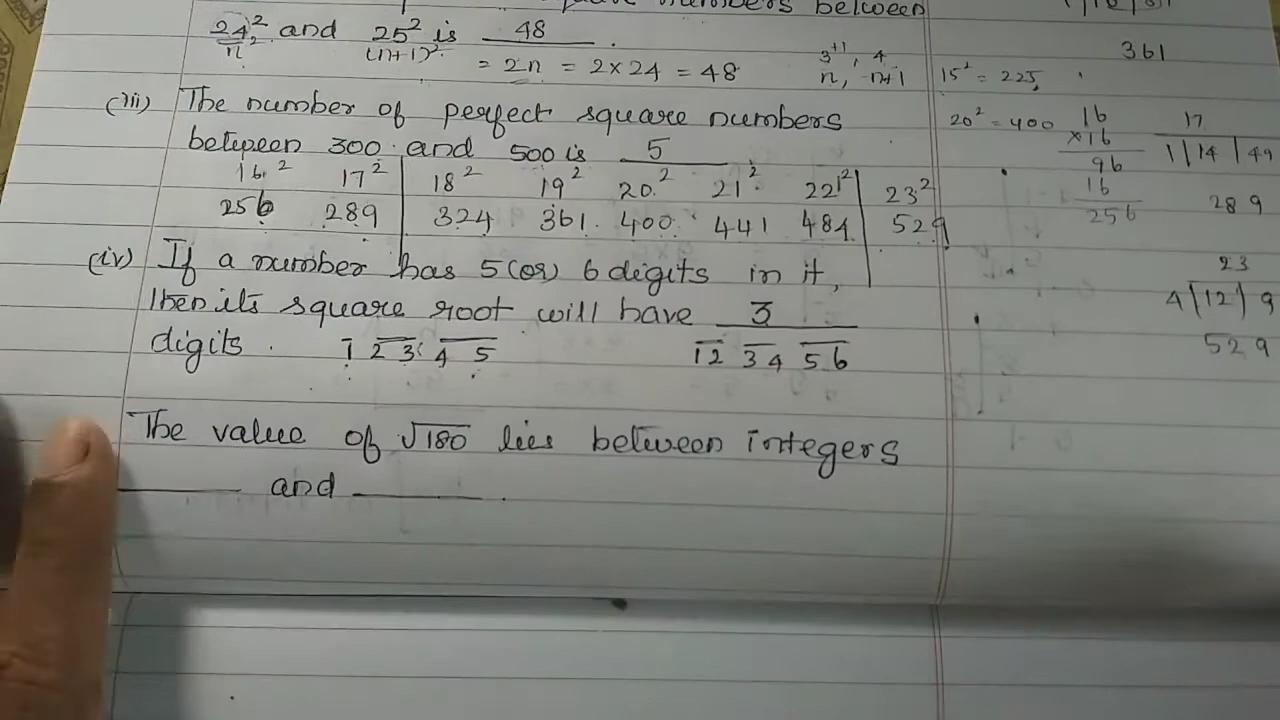 numbers between
24² and 25² is 48 .
n² (n+1)²
= 2n = 2×24 = 48
3⁺¹, 4
n, n+1
(iii) The number of perfect square numbers
between 300 and 500 is 5
16² 17² 18² 19² 20² 21² 22² 23²
256 289 324 361 400 441 484 529
(iv) If a number has 5 (or) 6 digits in it,
then its square root will have 3
digits . 1 23 45 12 34 56
The value of √180 lies between integers
_____ and _____ .
361
15² = 225
20² = 400
16
×16
96
16
256
17
1|14|49
289
23
4|12|9
529